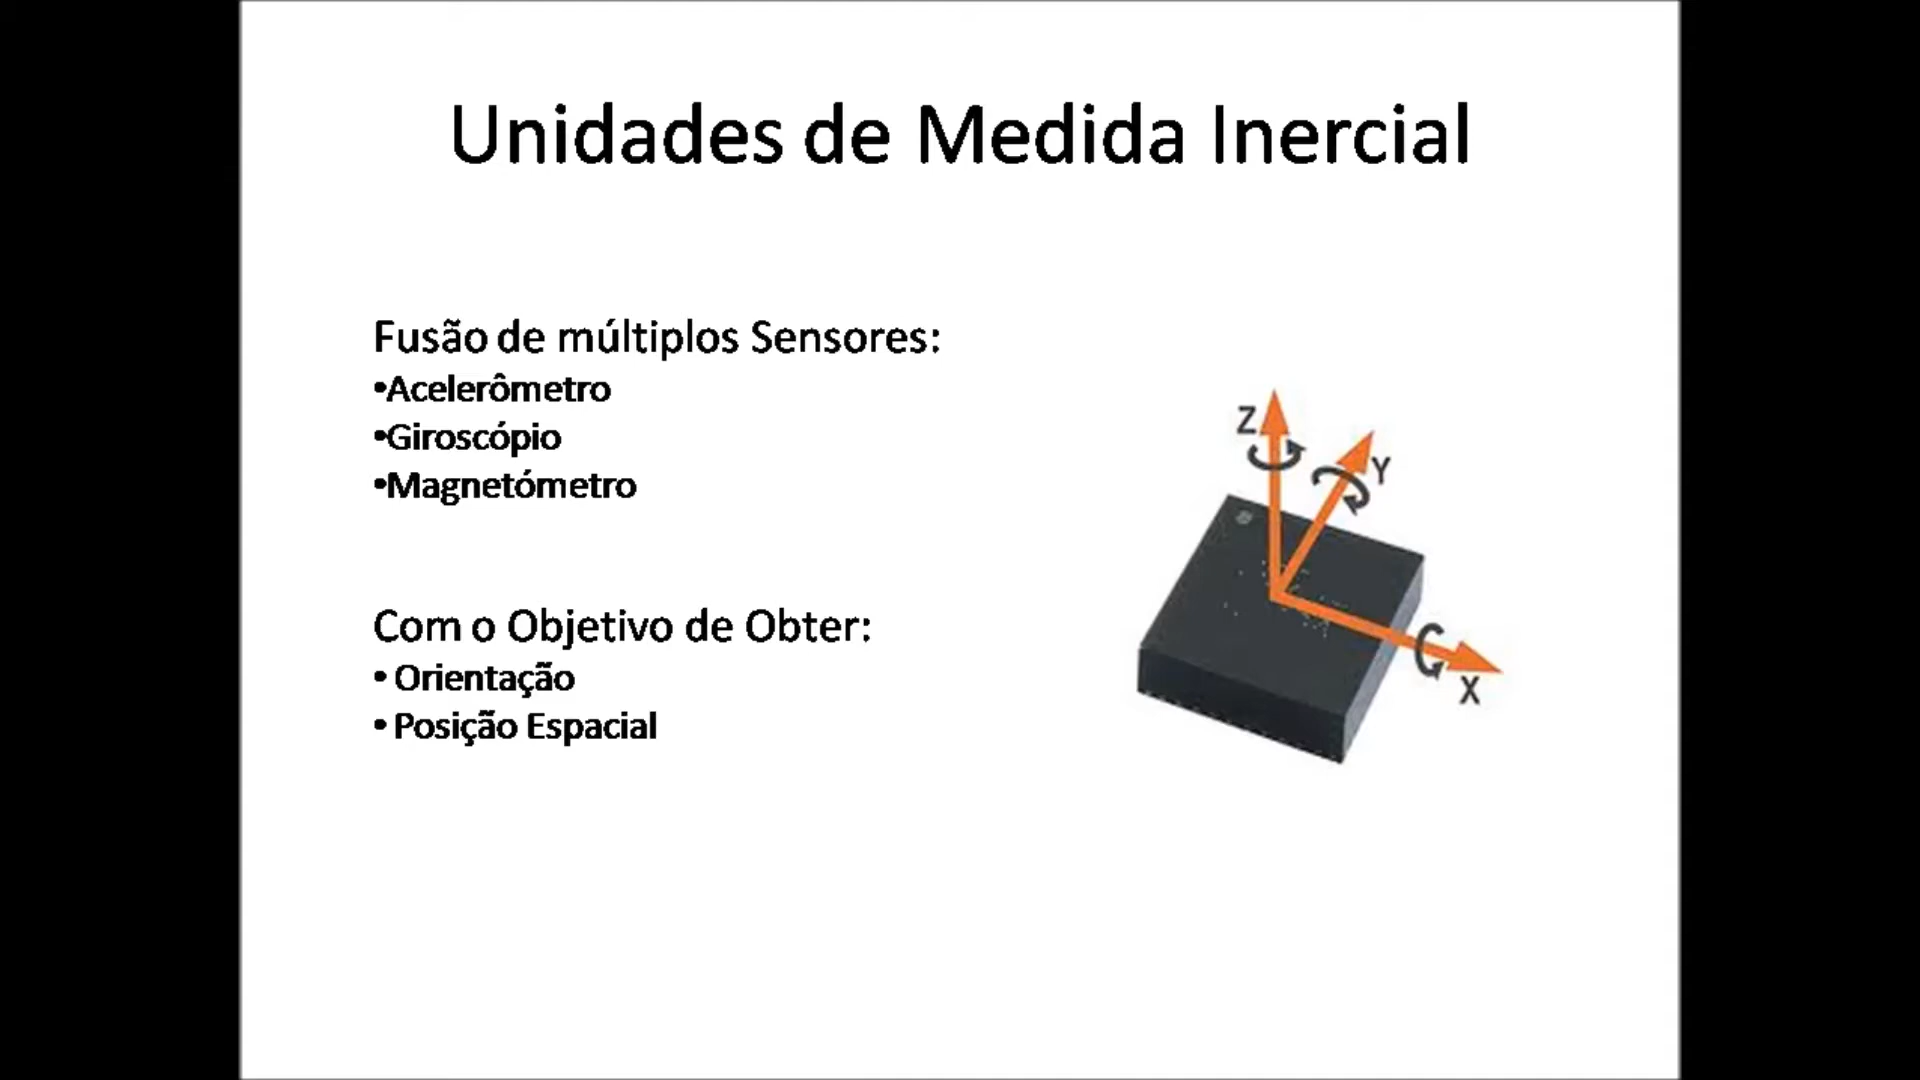 Unidades de Medida Inercial
Fusão de múltiplos Sensores:
•Acelerômetro
•Giroscópio
•Magnetómetro
Com o Objetivo de Obter:
• Orientação
• Posição Espacial
Z
Y
X